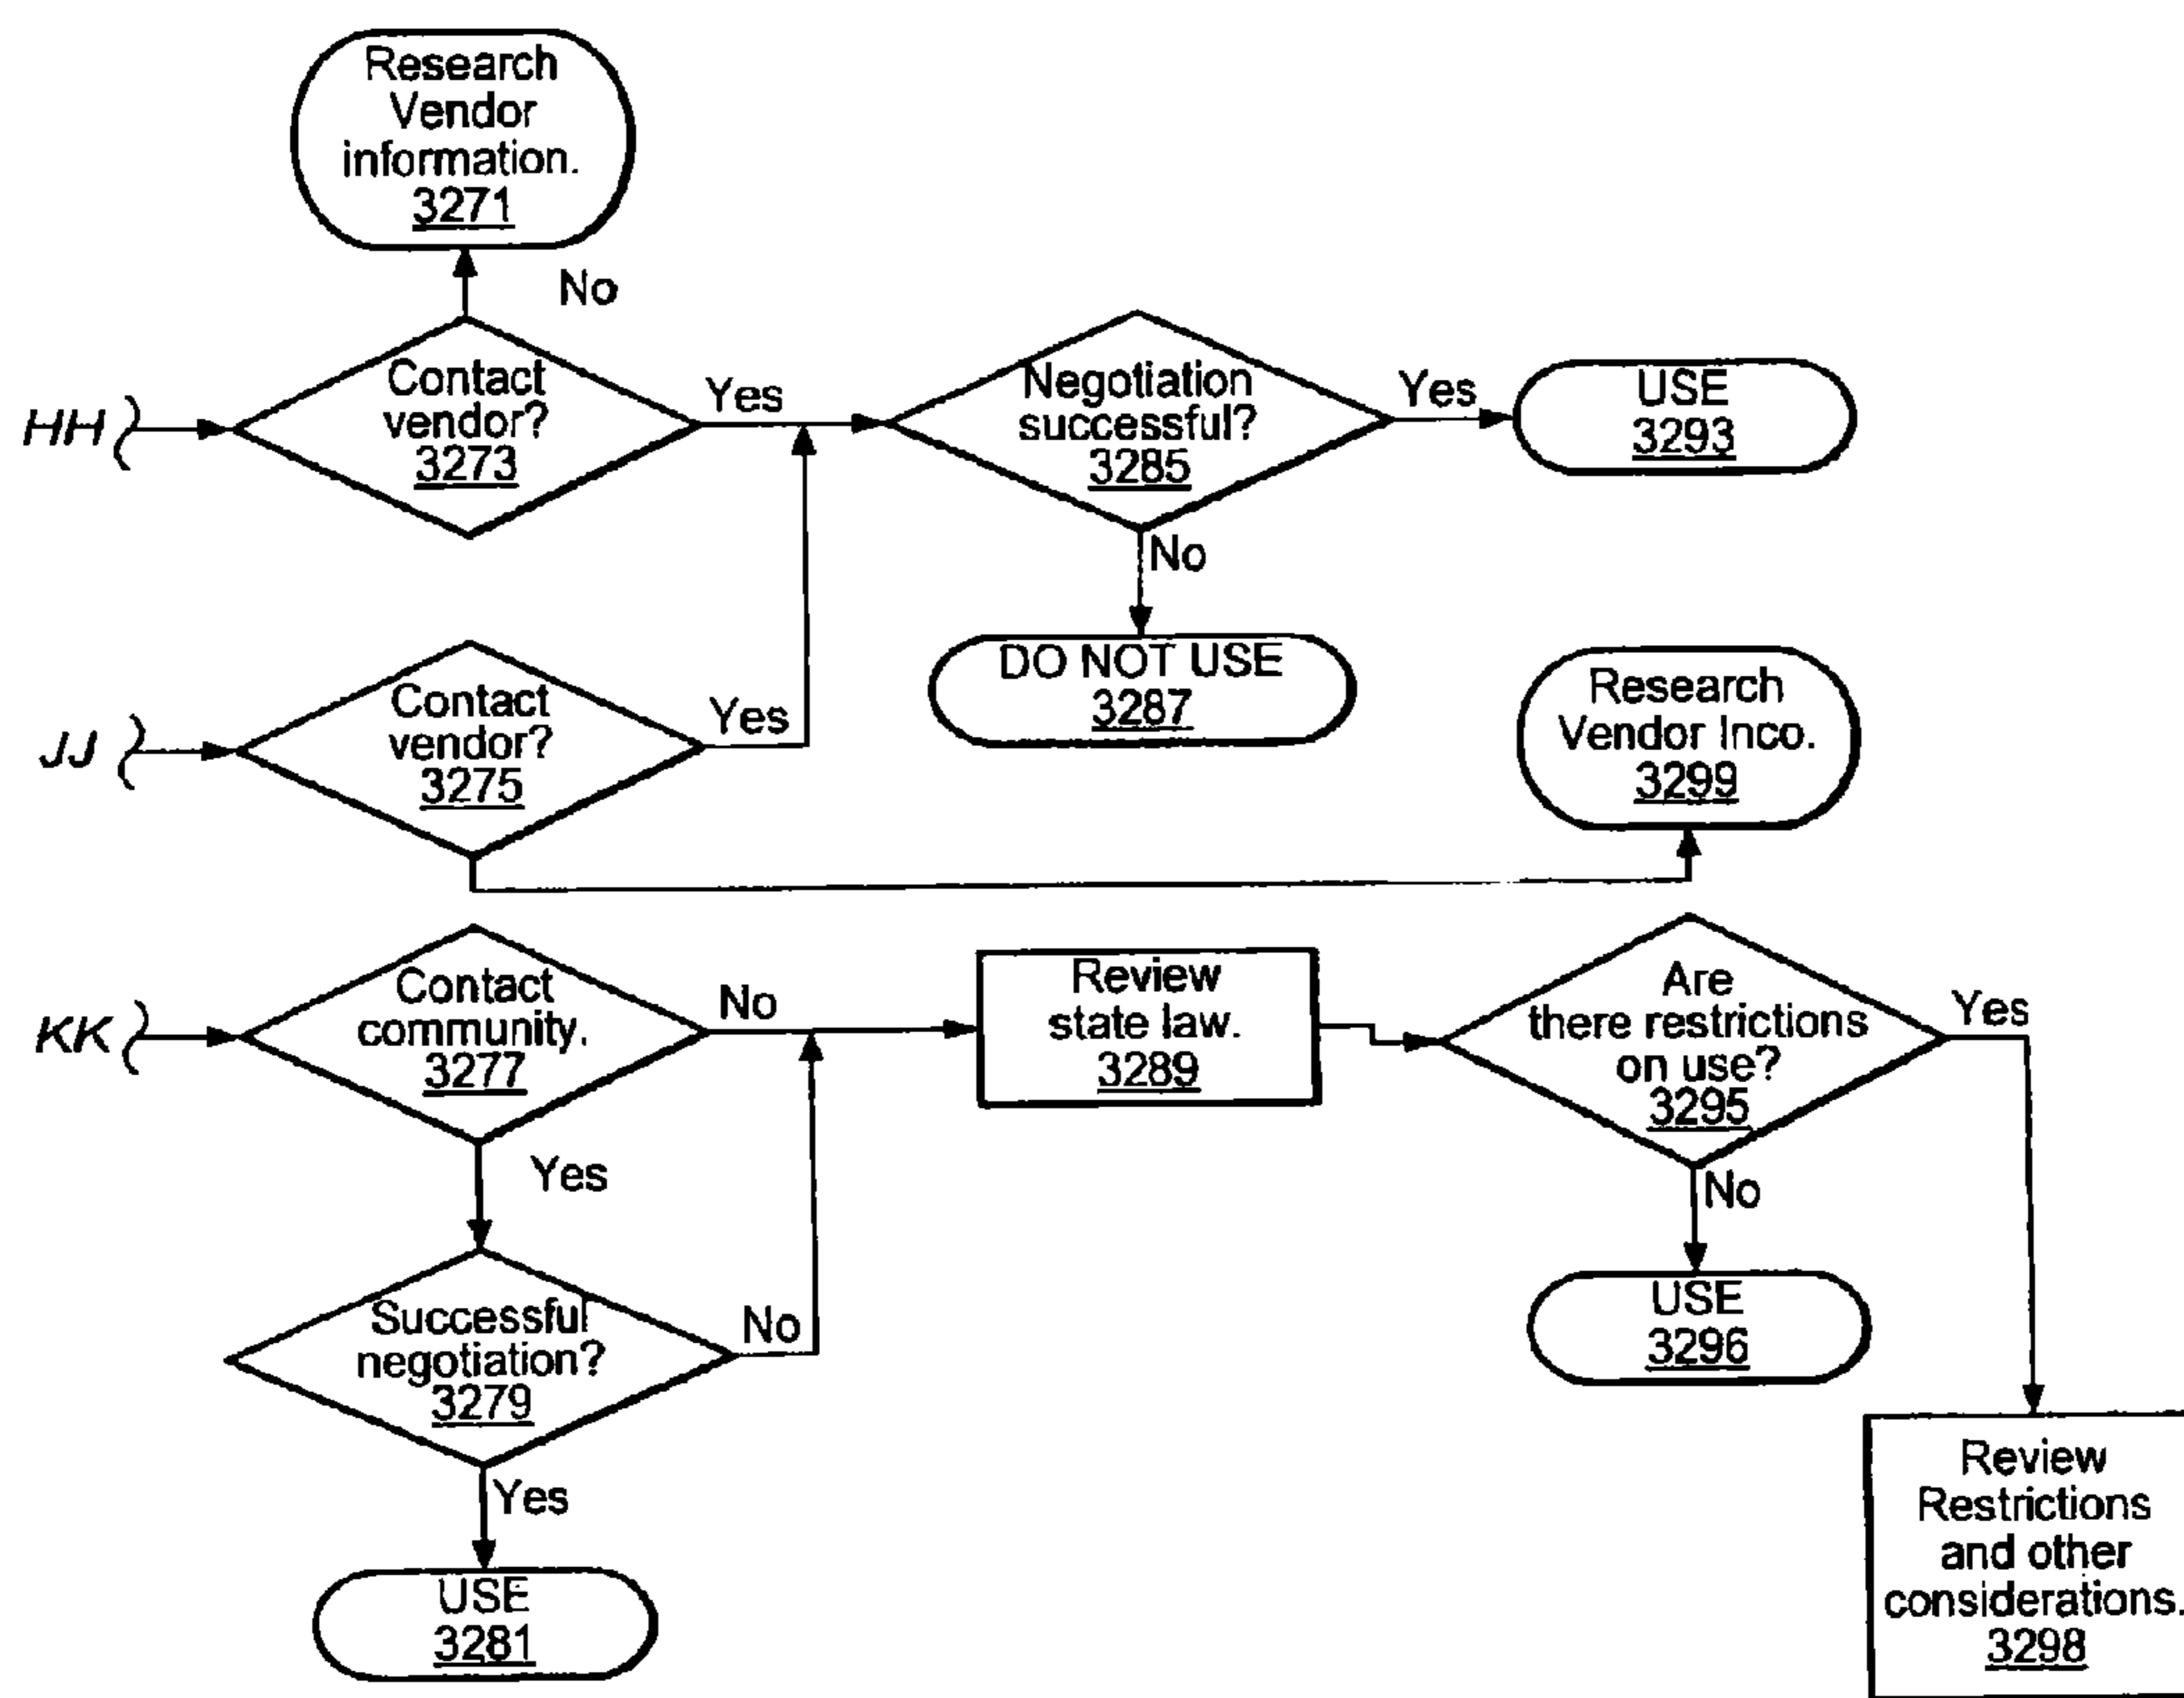 Research
Vendor
information.
3271
No
HH
Contact
vendor?
3273
Yes
Negotiation
successful?
3285
Yes
USE
3293
No
DO NOT USE
3287
JJ
Contact
vendor?
3275
Yes
Research
Vendor Inco.
3299
KK
Contact
community.
3277
No
Review
state law.
3289
Are
there restrictions
on use?
3295
Yes
Yes
No
Successful
negotiation?
3279
No
USE
3296
Yes
USE
3281
Review
Restrictions
and other
considerations.
3298